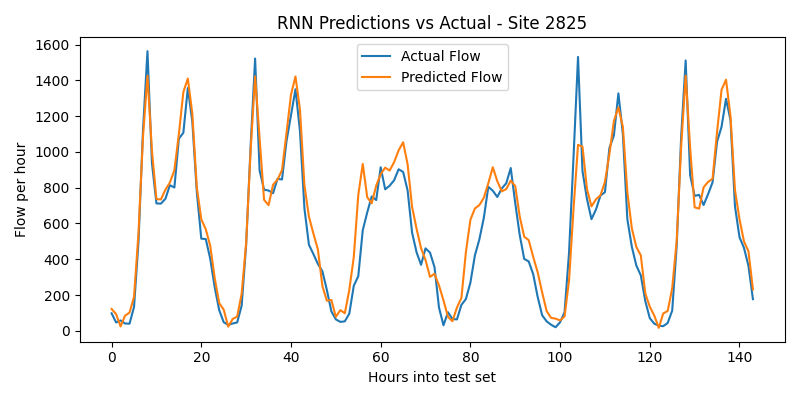 RNN Predictions vs Actual - Site 2825
Actual Flow
Predicted Flow
Flow per hour
1600
1400
1200
1000
800
600
400
200
0
0 20 40 60 80 100 120 140
Hours into test set